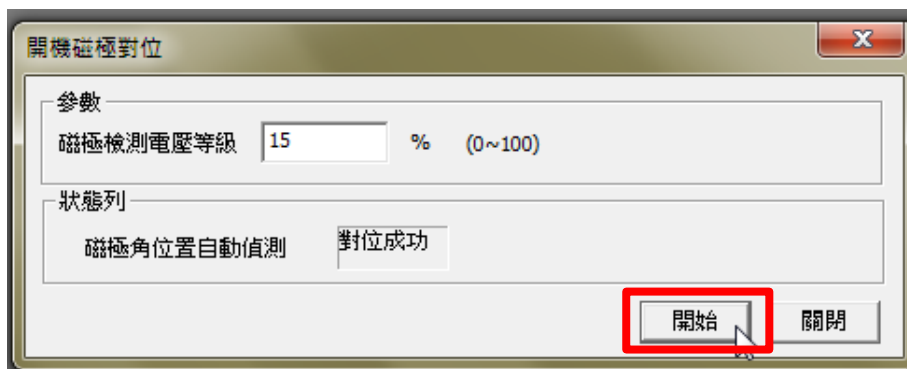 開機磁極對位
參數
磁極檢測電壓等級 15 % (0~100)
狀態列
磁極角位置自動偵測 對位成功
開始 關閉